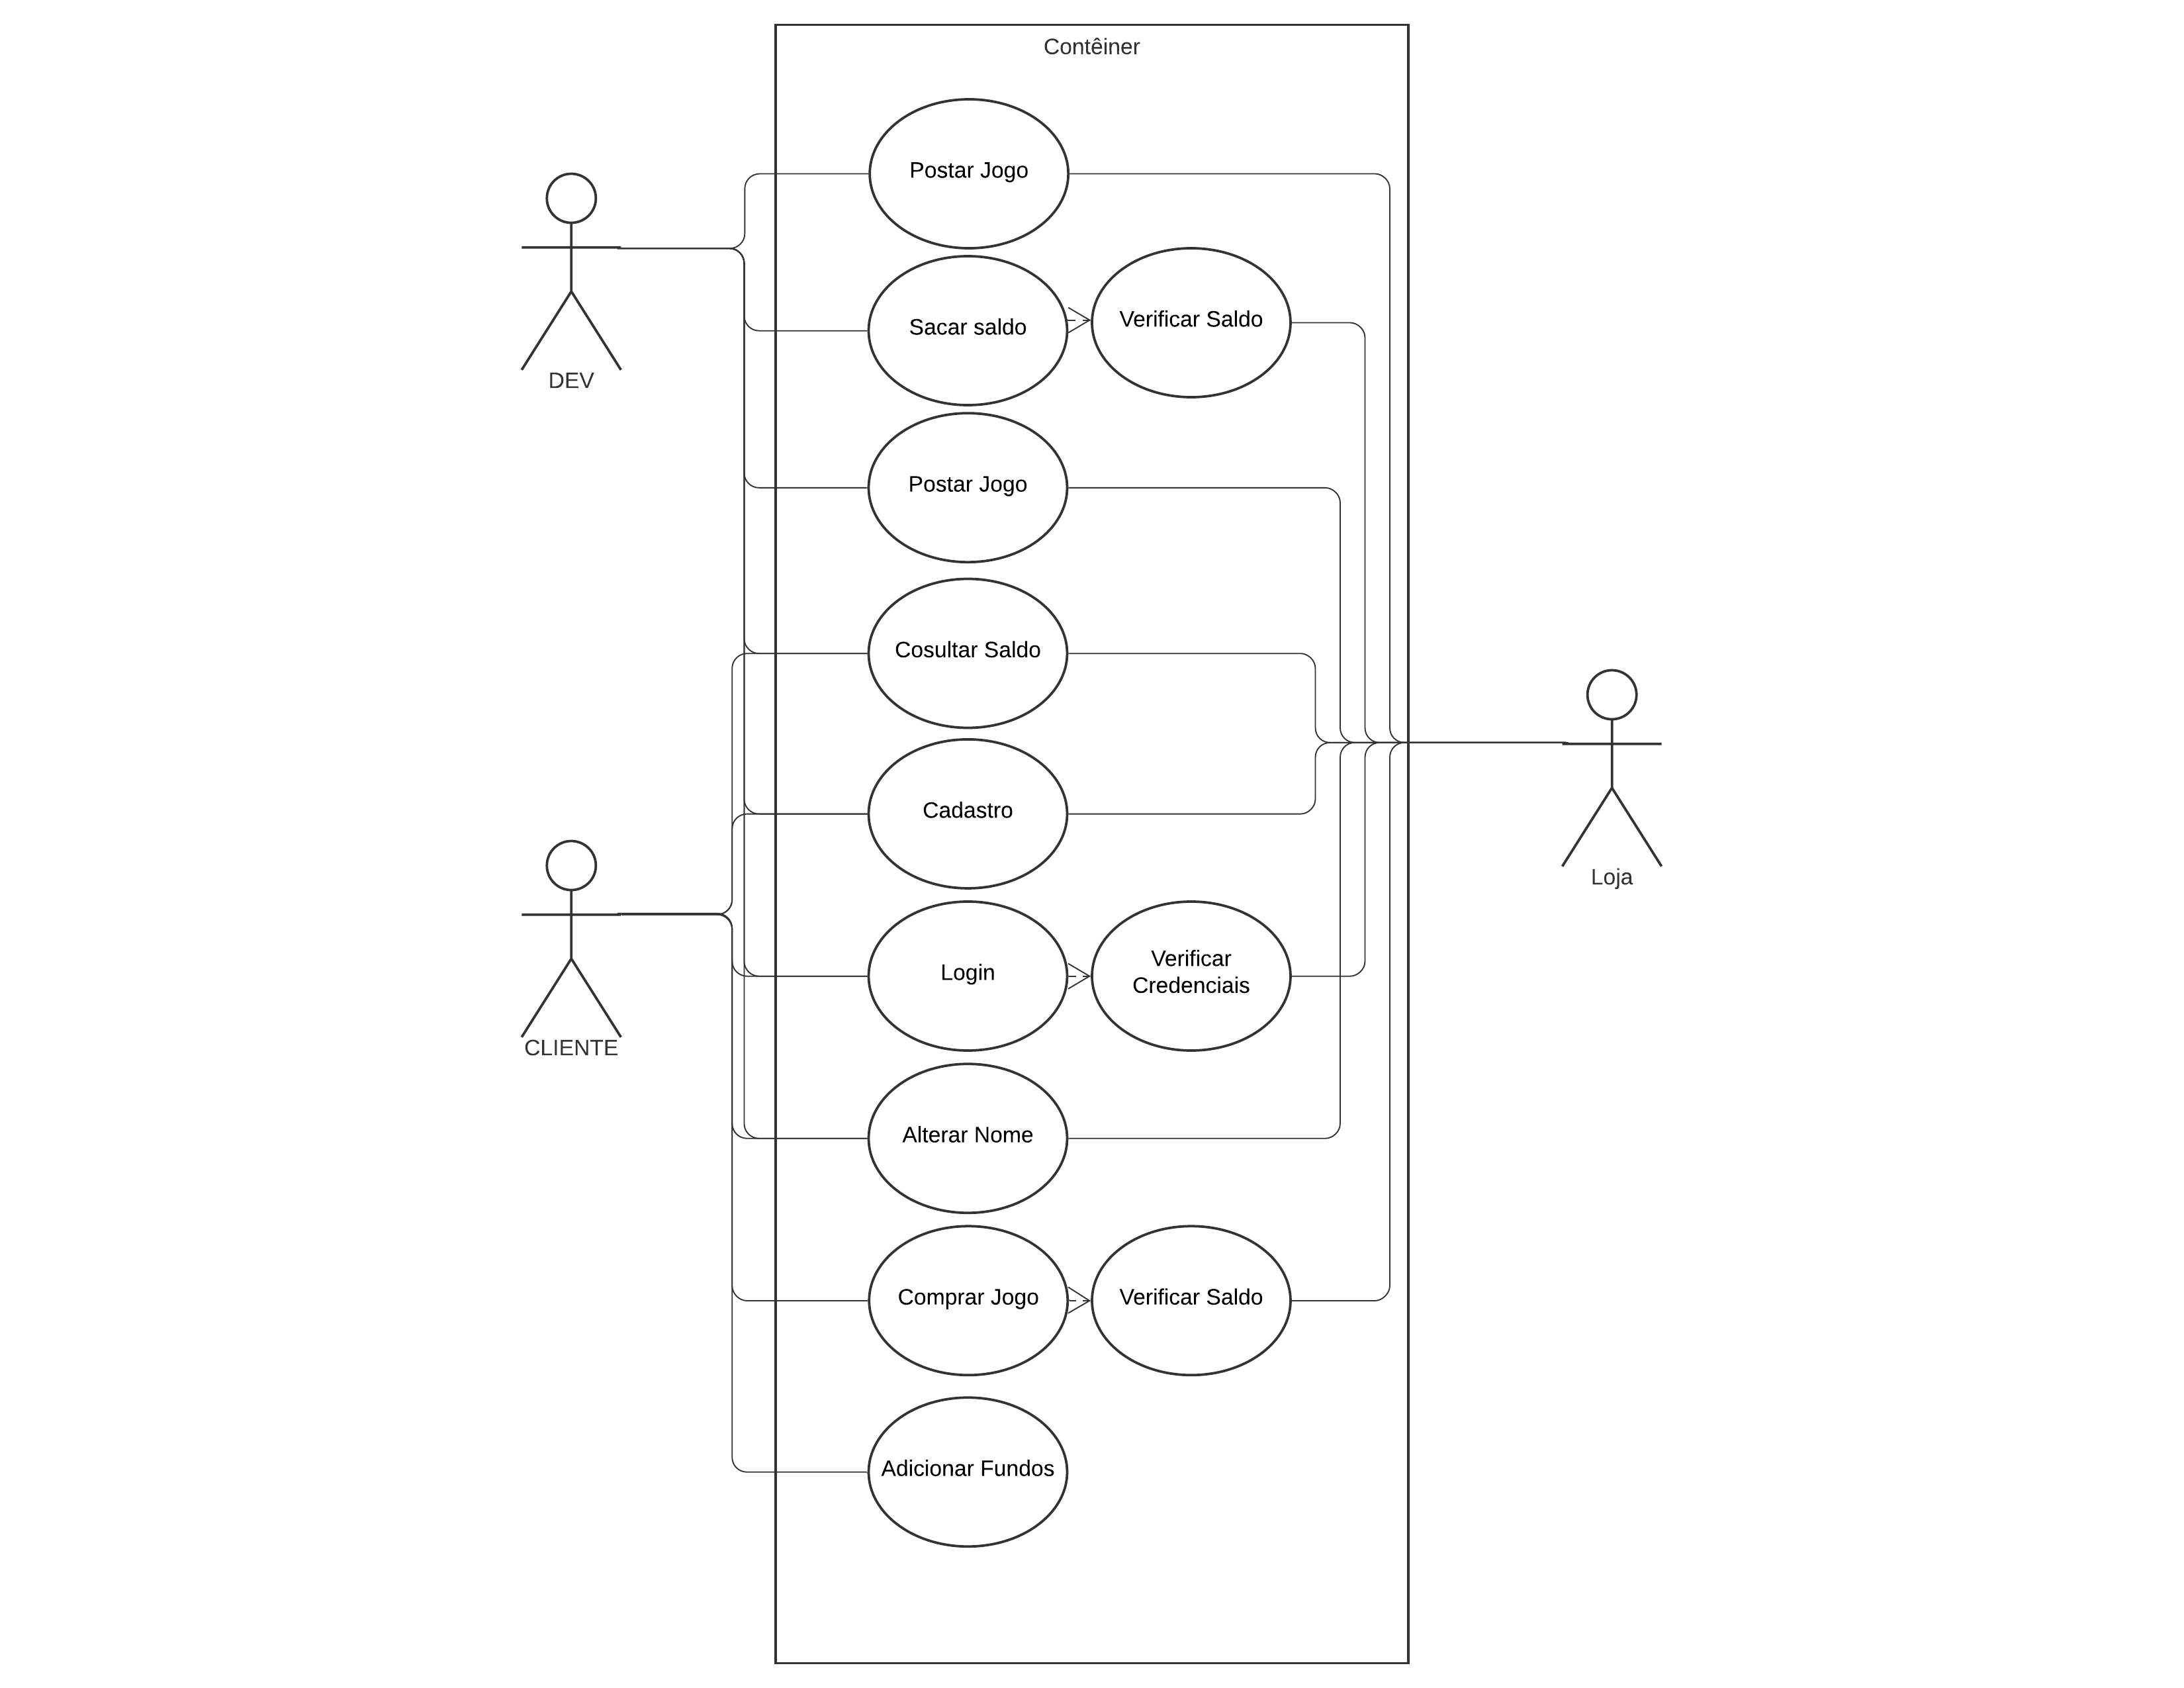 Contêiner
Postar Jogo
DEV
Sacar saldo
Verificar Saldo
Postar Jogo
Cosultar Saldo
Cadastro
Loja
CLIENTE
Login
Verificar
Credenciais
Alterar Nome
Comprar Jogo
Verificar Saldo
Adicionar Fundos